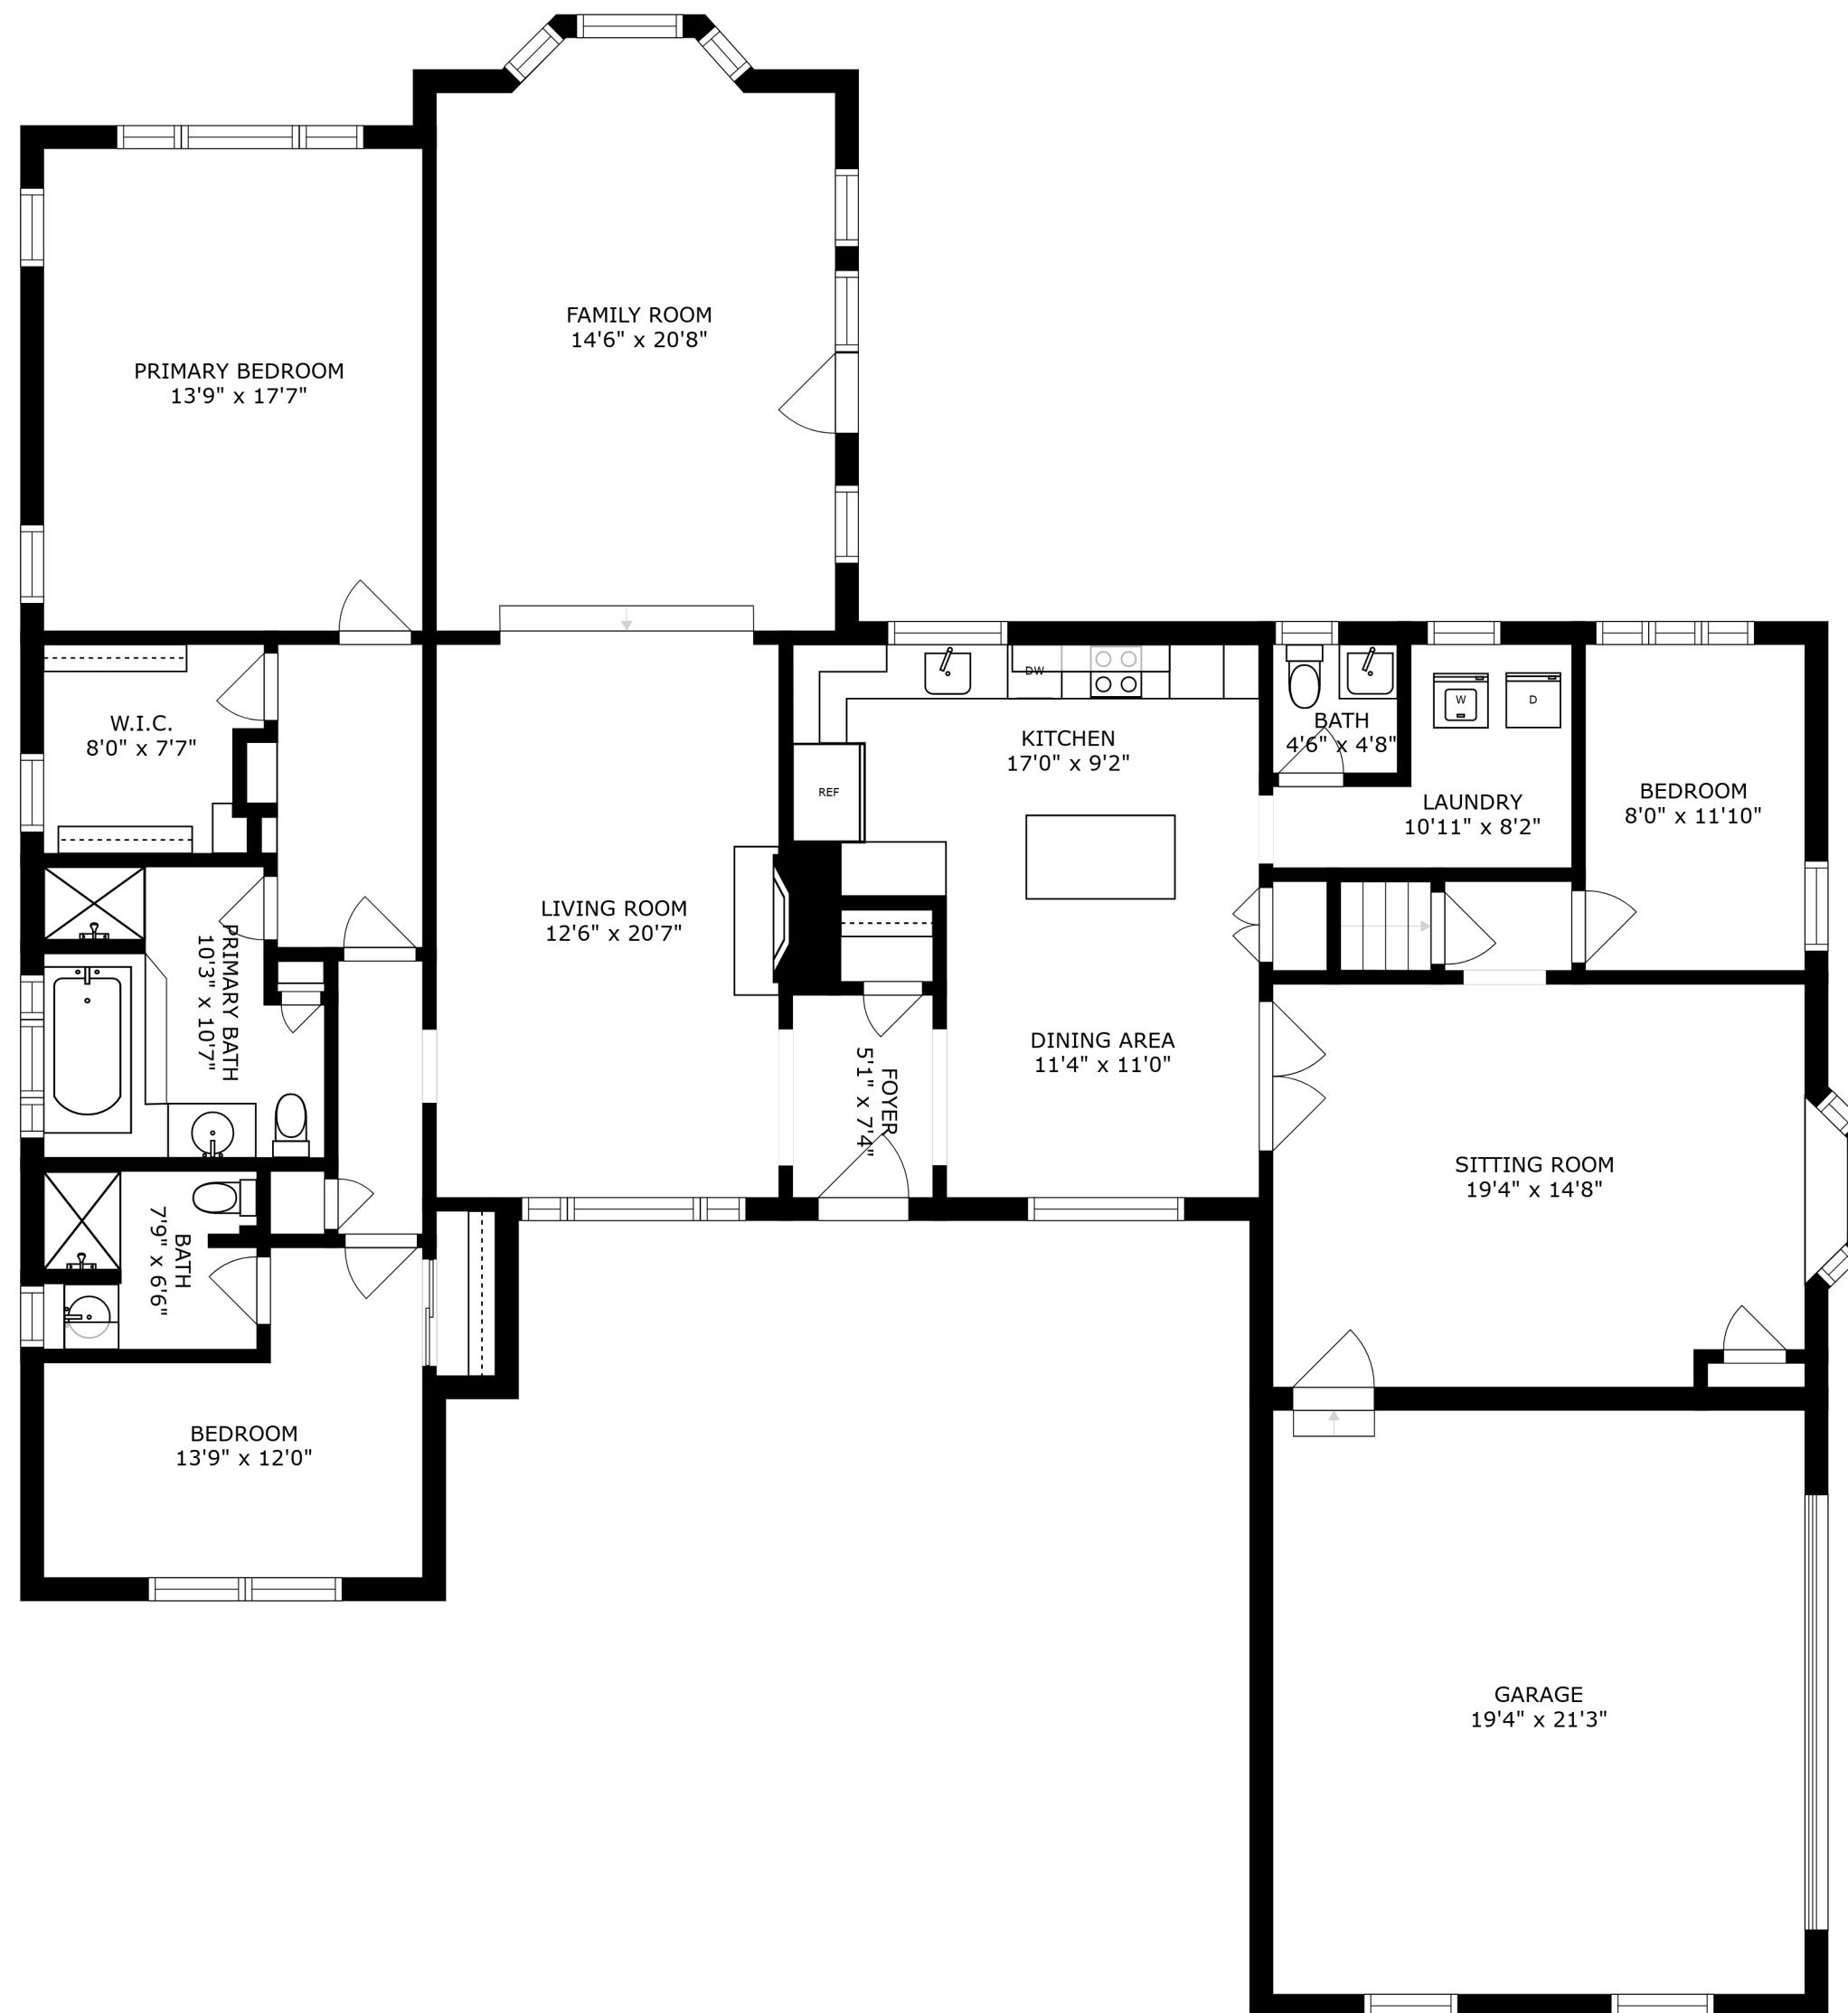 FAMILY ROOM
14'6" x 20'8"
PRIMARY BEDROOM
13'9" x 17'7"
W.I.C.
8'0" x 7'7"
DW
KITCHEN
17'0" x 9'2"
REF
BATH
4'6" x 4'8"
W
D
LAUNDRY
10'11" x 8'2"
BEDROOM
8'0" x 11'10"
LIVING ROOM
12'6" x 20'7"
PRIMARY BATH
10'3" x 10'7"
DINING AREA
11'4" x 11'0"
FOYER
5'1" x 7'4"
SITTING ROOM
19'4" x 14'8"
BATH
7'9" x 6'6"
BEDROOM
13'9" x 12'0"
GARAGE
19'4" x 21'3"